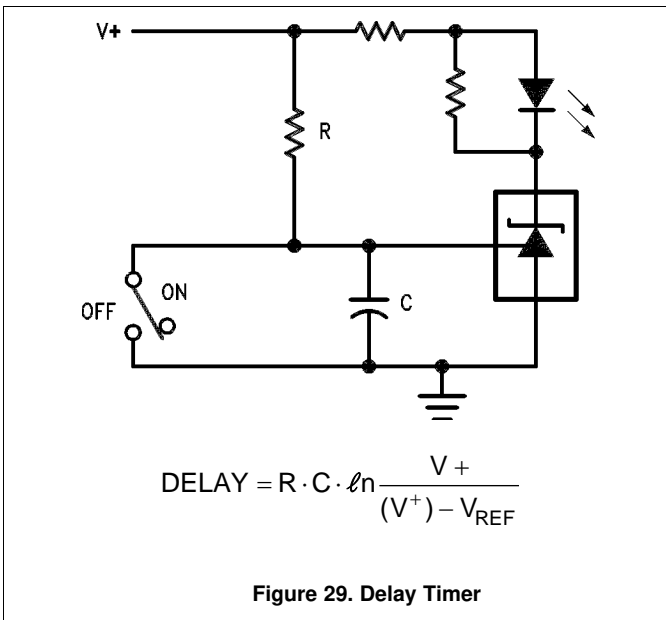 V+
R
ON
OFF
C
DELAY = R · C · ℓn V + / (V⁺) − V_REF
Figure 29. Delay Timer